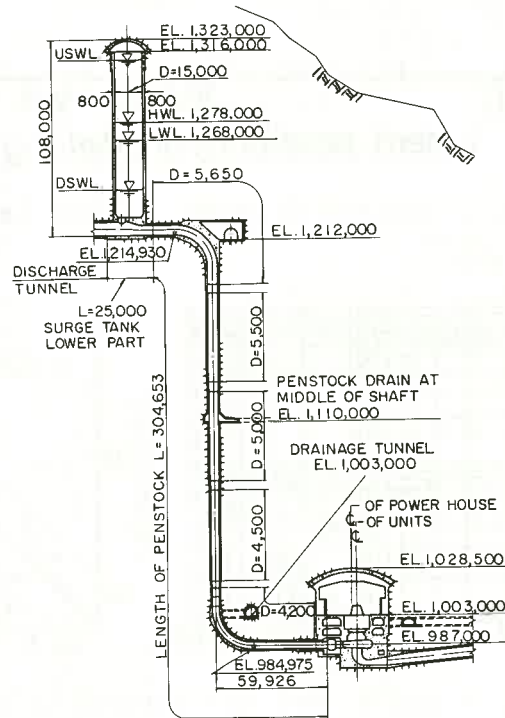 EL. 1,323,000
EL. 1,316,000
USWL
D=15,000
800 800
HWL. 1,278,000
LWL. 1,268,000
108,000
D=5,650
DSWL
EL. 1,212,000
EL.1214,930
DISCHARGE
TUNNEL
L=25,000
SURGE TANK
LOWER PART
D=5,500
PENSTOCK DRAIN AT
MIDDLE OF SHAFT
EL. 1,110,000
D=5,000
LENGTH OF PENSTOCK L= 304,653
DRAINAGE TUNNEL
EL. 1,003,000
℄ OF POWER HOUSE
℄ OF UNITS
D=4,500
EL.1,028,500
D=4,200
EL. 1,003,000
EL. 987,000
EL.984,975
59,926